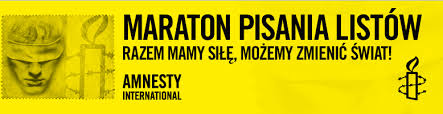 MARATON PISANIA LISTÓW
RAZEM MAMY SIŁĘ, MOŻEMY ZMIENIĆ ŚWIAT!
AMNESTY
INTERNATIONAL